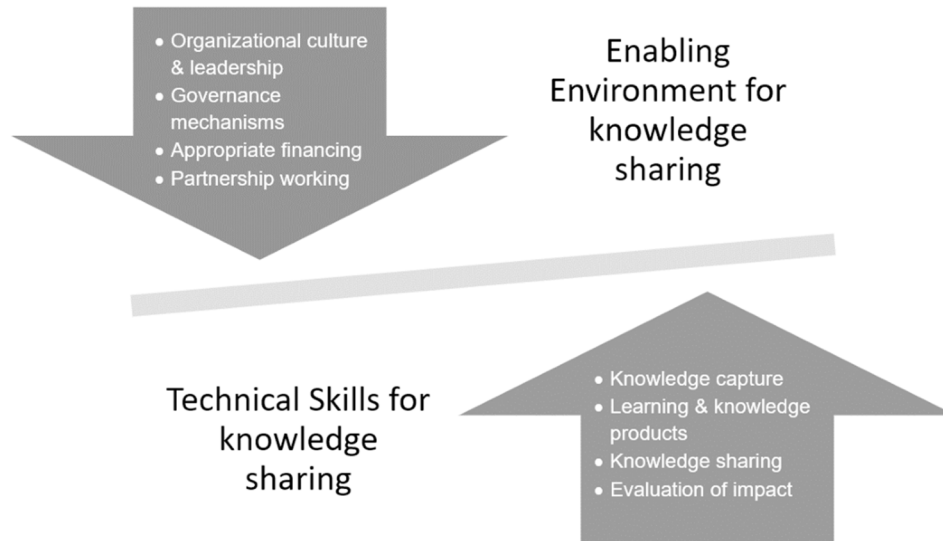 • Organizational culture
& leadership
• Governance
mechanisms
• Appropriate financing
• Partnership working
Enabling
Environment for
knowledge
sharing
Technical Skills for
knowledge
sharing
• Knowledge capture
• Learning & knowledge
products
• Knowledge sharing
• Evaluation of impact